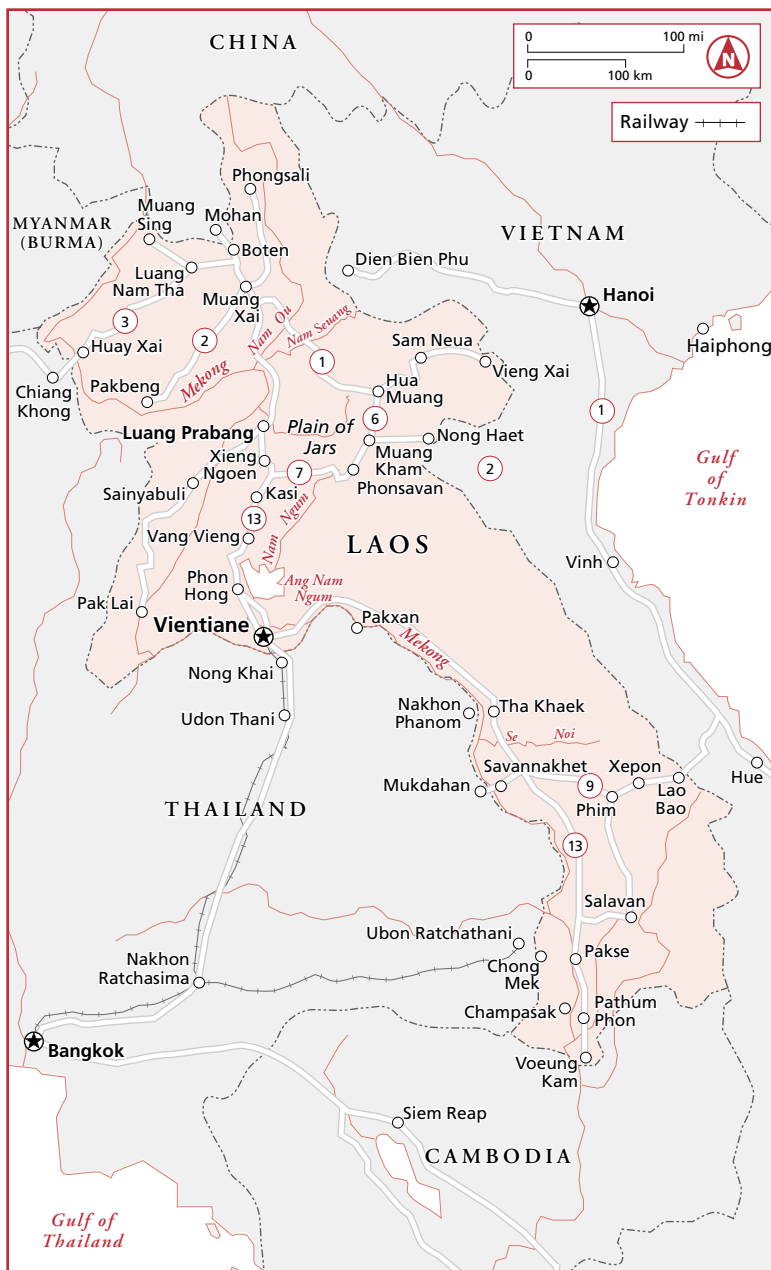 CHINA
0
100 mi
0
100 km
N
Railway
Phongsali
Muang
Sing
Mohan
MYANMAR
(BURMA)
VIETNAM
Boten
Dien Bien Phu
Luang
Nam Tha
Muang
Xai
Hanoi
3
Nam Ou
Nam Seuang
2
1
Huay Xai
Sam Neua
Haiphong
Vieng Xai
Mekong
Chiang
Khong
Pakbeng
Hua
Muang
1
6
Luang Prabang
Plain of
Jars
Nong Haet
Muang
Kham
Xieng
Ngoen
7
2
Gulf
of
Tonkin
Phonsavan
Sainyabuli
Kasi
13
Nam Ngum
Vang Vieng
LAOS
Vinh
Phon
Hong
Ang Nam
Ngum
Pak Lai
Vientiane
Pakxan
Mekong
Nong Khai
Nakhon
Phanom
Tha Khaek
Udon Thani
Se Noi
Savannakhet
Xepon
Hue
Mukdahan
9
Phim
Lao
Bao
THAILAND
13
Salavan
Ubon Ratchathani
Nakhon
Ratchasima
Chong
Mek
Pakse
Champasak
Pathum
Phon
Bangkok
Voeung
Kam
Siem Reap
CAMBODIA
Gulf of
Thailand